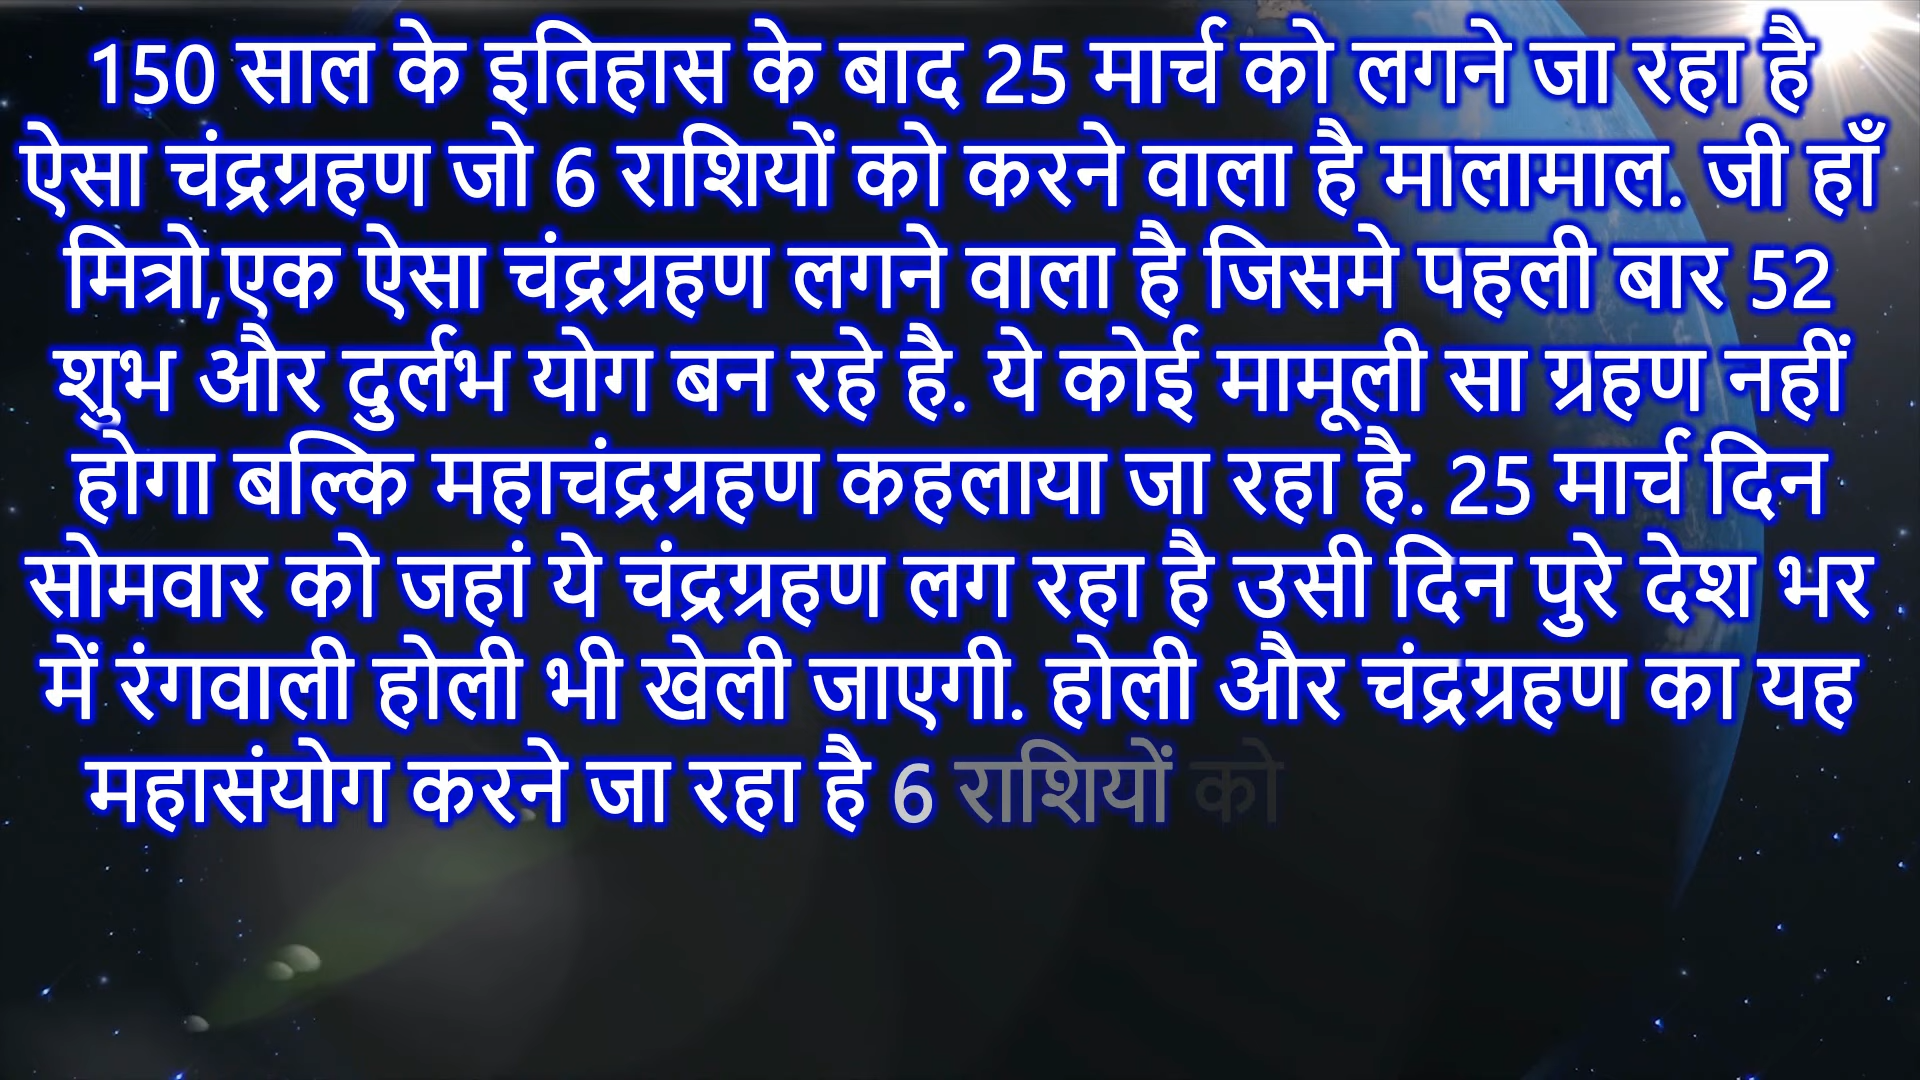 150 साल के इतिहास के बाद 25 मार्च को लगने जा रहा है
ऐसा चंद्रग्रहण जो 6 राशियों को करने वाला है मालामाल. जी हाँ
मित्रो,एक ऐसा चंद्रग्रहण लगने वाला है जिसमे पहली बार 52
शुभ और दुर्लभ योग बन रहे है. ये कोई मामूली सा ग्रहण नहीं
होगा बल्कि महाचंद्रग्रहण कहलाया जा रहा है. 25 मार्च दिन
सोमवार को जहां ये चंद्रग्रहण लग रहा है उसी दिन पुरे देश भर
में रंगवाली होली भी खेली जाएगी. होली और चंद्रग्रहण का यह
महासंयोग करने जा रहा है 6 राशियों को